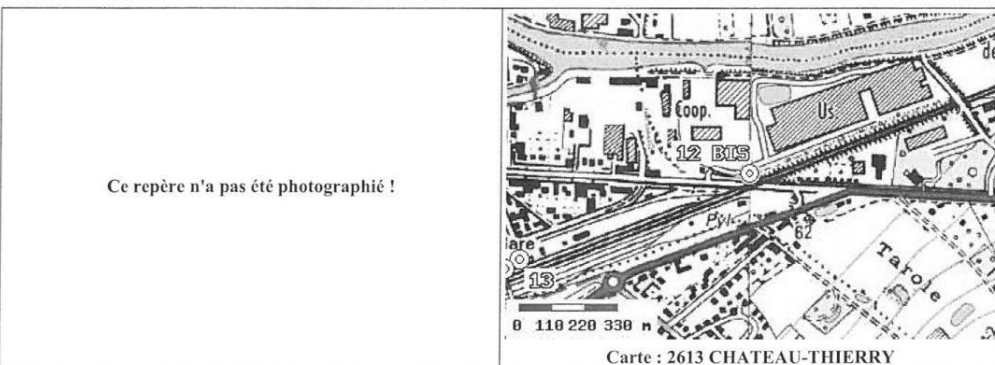 Ce repère n'a pas été photographié !
de
Coop.
Us.
12 BIS
Pyl.
62
are
13
Tarole
0 110 220 330 m
Carte : 2613 CHATEAU-THIERRY